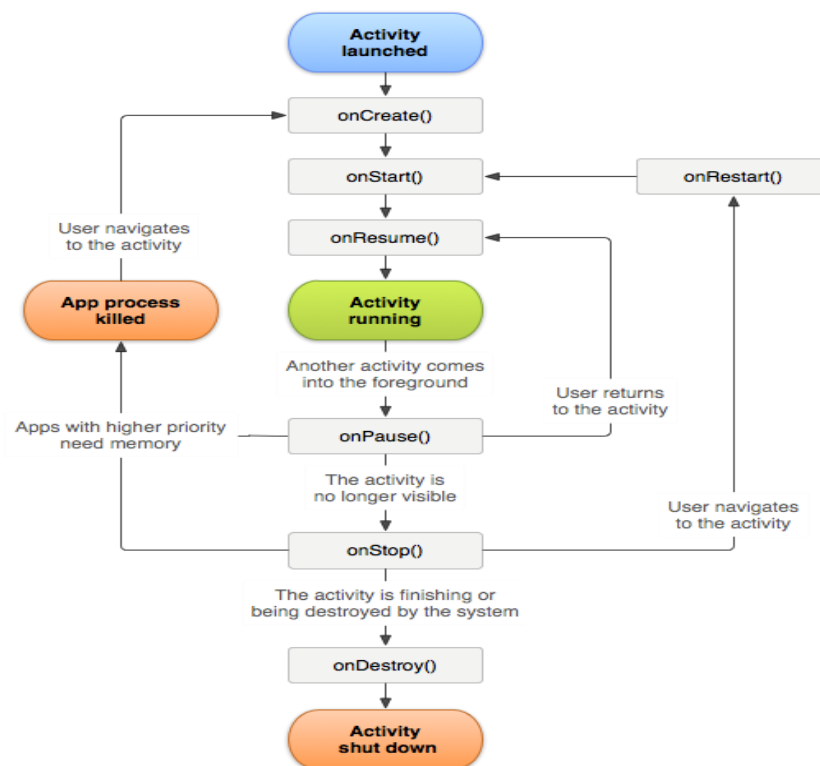 Activity
launched
onCreate()
onStart()
onRestart()
User navigates
to the activity
onResume()
App process
killed
Activity
running
Another activity comes
into the foreground
User returns
to the activity
Apps with higher priority
need memory
onPause()
The activity is
no longer visible
User navigates
to the activity
onStop()
The activity is finishing or
being destroyed by the system
onDestroy()
Activity
shut down